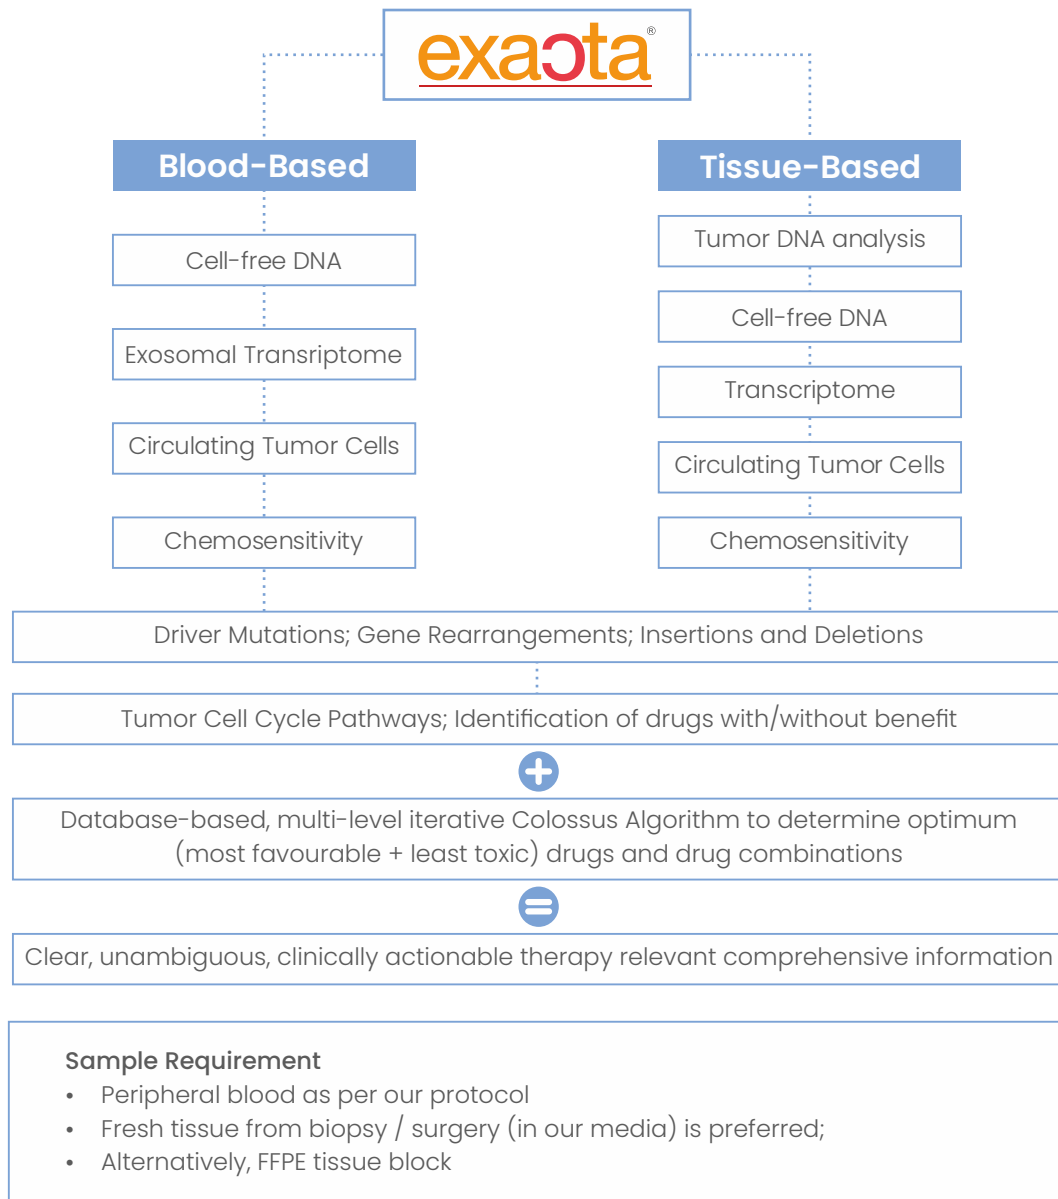 exacta®
Blood-Based
Cell-free DNA
Exosomal Transriptome
Circulating Tumor Cells
Chemosensitivity
Tissue-Based
Tumor DNA analysis
Cell-free DNA
Transcriptome
Circulating Tumor Cells
Chemosensitivity
Driver Mutations; Gene Rearrangements; Insertions and Deletions
Tumor Cell Cycle Pathways; Identification of drugs with/without benefit
+
Database-based, multi-level iterative Colossus Algorithm to determine optimum
(most favourable + least toxic) drugs and drug combinations
=
Clear, unambiguous, clinically actionable therapy relevant comprehensive information
Sample Requirement
• Peripheral blood as per our protocol
• Fresh tissue from biopsy / surgery (in our media) is preferred;
• Alternatively, FFPE tissue block